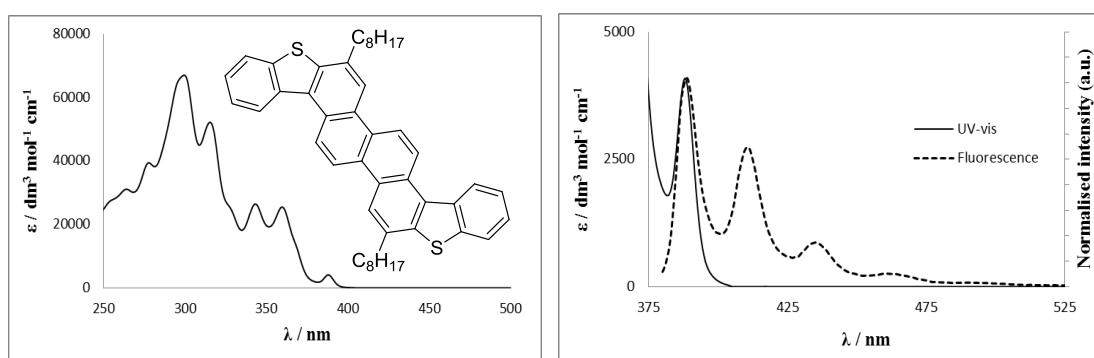 80000
60000
40000
20000
0
ε / dm³ mol⁻¹ cm⁻¹
250 300 350 400 450 500
λ / nm
C₈H₁₇
S
S
C₈H₁₇
5000
2500
0
ε / dm³ mol⁻¹ cm⁻¹
375 425 475 525
λ / nm
UV-vis
Fluorescence
Normalised intensity (a.u.)